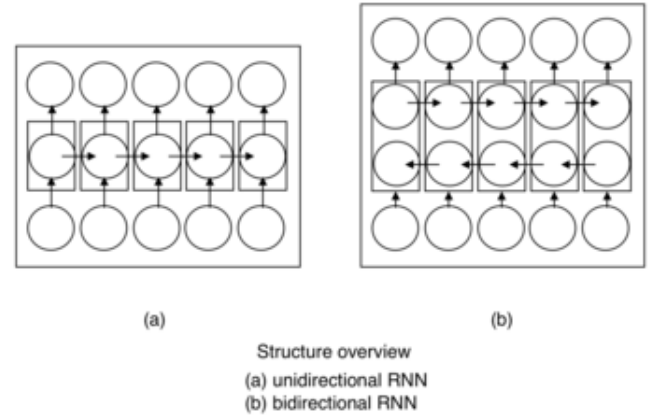 (a)
(b)
Structure overview
(a) unidirectional RNN
(b) bidirectional RNN